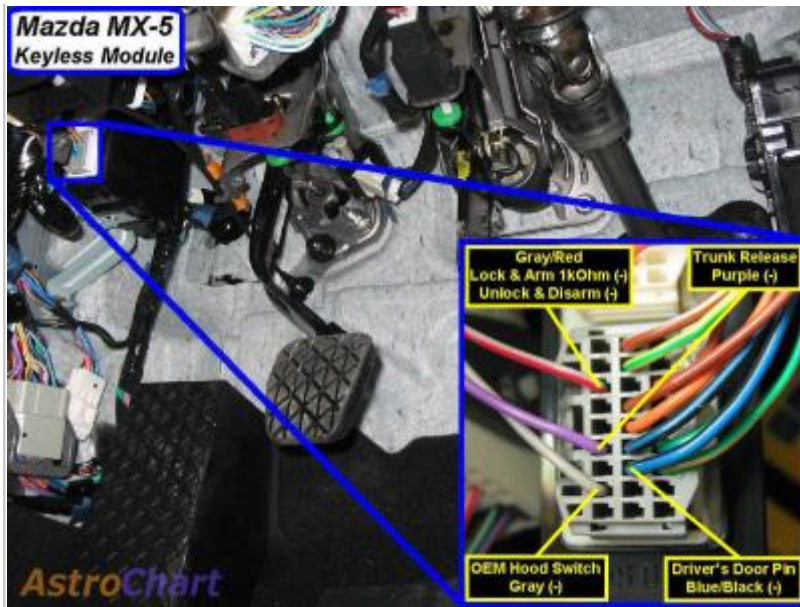 Mazda MX-5
Keyless Module
Gray/Red
Lock & Arm 1kOhm (-)
Unlock & Disarm (-)
Trunk Release
Purple (-)
OEM Hood Switch
Gray (-)
Driver's Door Pin
Blue/Black (-)
AstroChart